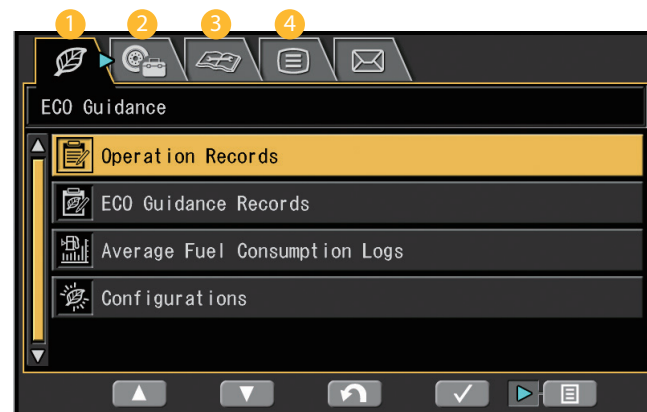 1 2 3 4
ECO Guidance
Operation Records
ECO Guidance Records
Average Fuel Consumption Logs
Configurations